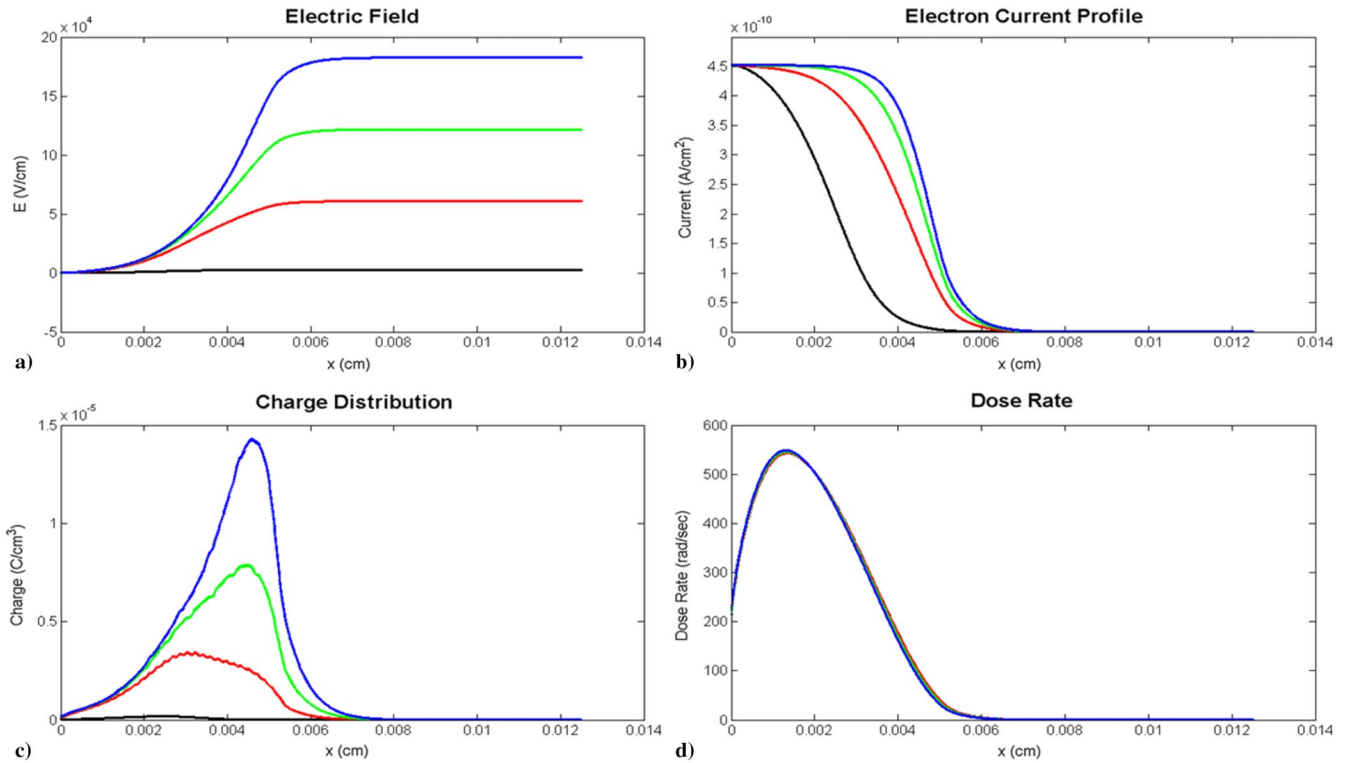 Electric Field
x 10⁴
20
15
10
5
0
-5
E (V/cm)
0 0.002 0.004 0.006 0.008 0.01 0.012 0.014
x (cm)
a)
Electron Current Profile
x 10⁻¹⁰
4.5
4
3.5
3
2.5
2
1.5
1
0.5
0
Current (A/cm²)
0 0.002 0.004 0.006 0.008 0.01 0.012 0.014
x (cm)
b)
Charge Distribution
x 10⁻⁵
1.5
1
0.5
0
Charge (C/cm³)
0 0.002 0.004 0.006 0.008 0.01 0.012 0.014
x (cm)
c)
Dose Rate
600
500
400
300
200
100
0
Dose Rate (rad/sec)
0 0.002 0.004 0.006 0.008 0.01 0.012 0.014
x (cm)
d)